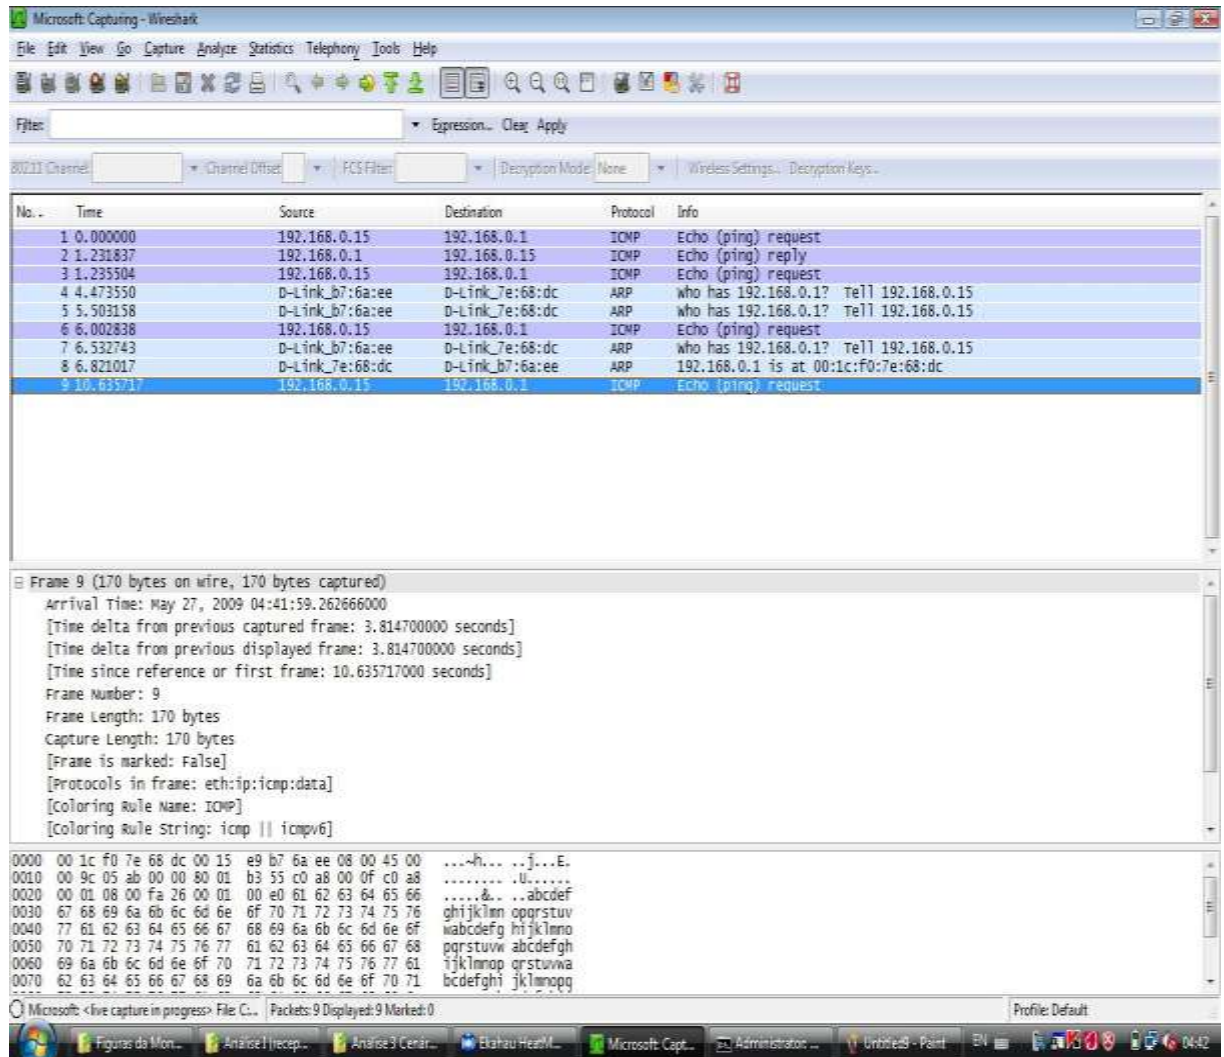 Microsoft: Capturing - Wireshark
File Edit View Go Capture Analyze Statistics Telephony Tools Help
Filter: Expression... Clear Apply
802.11 Channel: Channel Offset: FCS Filter: Decryption Mode: None Wireless Settings... Decryption Keys...
No. . Time Source Destination Protocol Info
1 0.000000 192.168.0.15 192.168.0.1 ICMP Echo (ping) request
2 1.231837 192.168.0.1 192.168.0.15 ICMP Echo (ping) reply
3 1.235504 192.168.0.15 192.168.0.1 ICMP Echo (ping) request
4 4.473550 D-Link_b7:6a:ee D-Link_7e:68:dc ARP Who has 192.168.0.1? Tell 192.168.0.15
5 5.503158 D-Link_b7:6a:ee D-Link_7e:68:dc ARP Who has 192.168.0.1? Tell 192.168.0.15
6 6.002838 192.168.0.15 192.168.0.1 ICMP Echo (ping) request
7 6.532743 D-Link_b7:6a:ee D-Link_7e:68:dc ARP Who has 192.168.0.1? Tell 192.168.0.15
8 6.821017 D-Link_7e:68:dc D-Link_b7:6a:ee ARP 192.168.0.1 is at 00:1c:f0:7e:68:dc
9 10.635717 192.168.0.15 192.168.0.1 ICMP Echo (ping) request
Frame 9 (170 bytes on wire, 170 bytes captured)
Arrival Time: May 27, 2009 04:41:59.262666000
[Time delta from previous captured frame: 3.814700000 seconds]
[Time delta from previous displayed frame: 3.814700000 seconds]
[Time since reference or first frame: 10.635717000 seconds]
Frame Number: 9
Frame Length: 170 bytes
Capture Length: 170 bytes
[Frame is marked: False]
[Protocols in frame: eth:ip:icmp:data]
[Coloring Rule Name: ICMP]
[Coloring Rule String: icmp || icmpv6]
0000 00 1c f0 7e 68 dc 00 15 e9 b7 6a ee 08 00 45 00 ...~h... ..j...E.
0010 00 9c 05 ab 00 00 80 01 b3 55 c0 a8 00 0f c0 a8 ........ .U......
0020 00 01 08 00 fa 26 00 01 00 e0 61 62 63 64 65 66 .....&.. ..abcdef
0030 67 68 69 6a 6b 6c 6d 6e 6f 70 71 72 73 74 75 76 ghijklmn opqrstuv
0040 77 61 62 63 64 65 66 67 68 69 6a 6b 6c 6d 6e 6f wabcdefg hijklmno
0050 70 71 72 73 74 75 76 77 61 62 63 64 65 66 67 68 pqrstuvw abcdefgh
0060 69 6a 6b 6c 6d 6e 6f 70 71 72 73 74 75 76 77 61 ijklmnop qrstuvwa
0070 62 63 64 65 66 67 68 69 6a 6b 6c 6d 6e 6f 70 71 bcdefghi jklmnopq
Microsoft: <live capture in progress> File: C:... Packets: 9 Displayed: 9 Marked: 0 Profile: Default
Figuras da Mon... Análise I (recep... Análise 3 Cenár... Ekahau HeatM... Microsoft: Capt... Administrator: ... Untitled9 - Paint EN 04:42